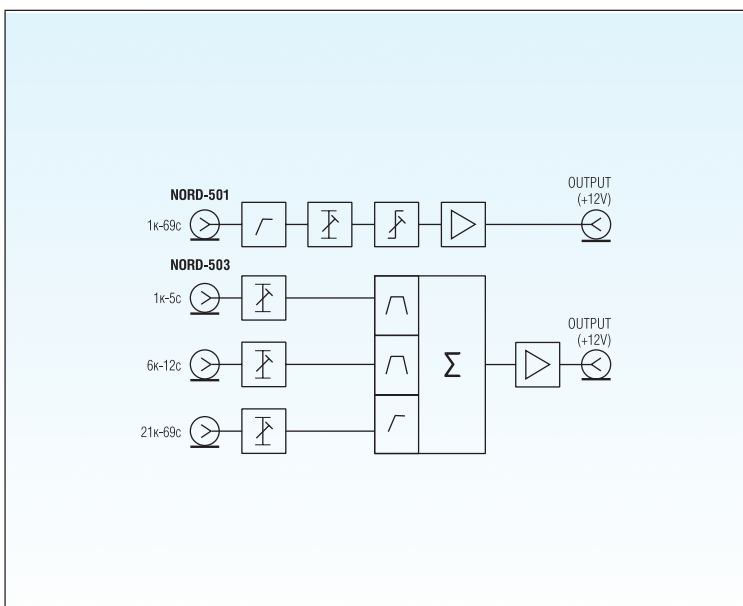 NORD-501
OUTPUT
(+12V)
1к-69с
NORD-503
1к-5с
OUTPUT
(+12V)
6к-12с
Σ
21к-69с